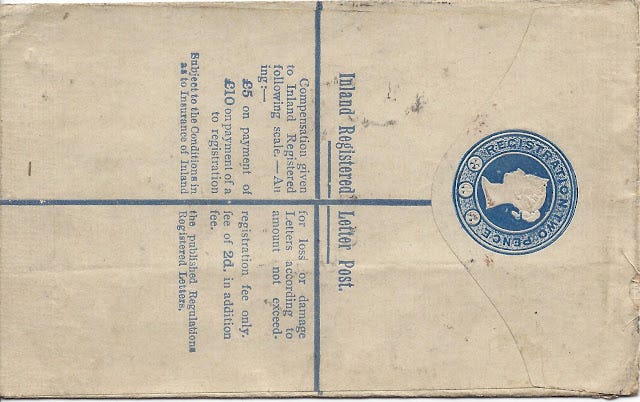 REGISTRATION TWO PENCE
Inland Registered Letter Post.
Compensation given for loss or damage
to Inland Registered Letters according to
following scale.—An amount not exceed-
ing:—
£5 on payment of registration fee only.
£10 on payment of a fee of 2d. in addition
to registration fee.
Subject to the Conditions in the published Regulations
as to Insurance of Inland Registered Letters.